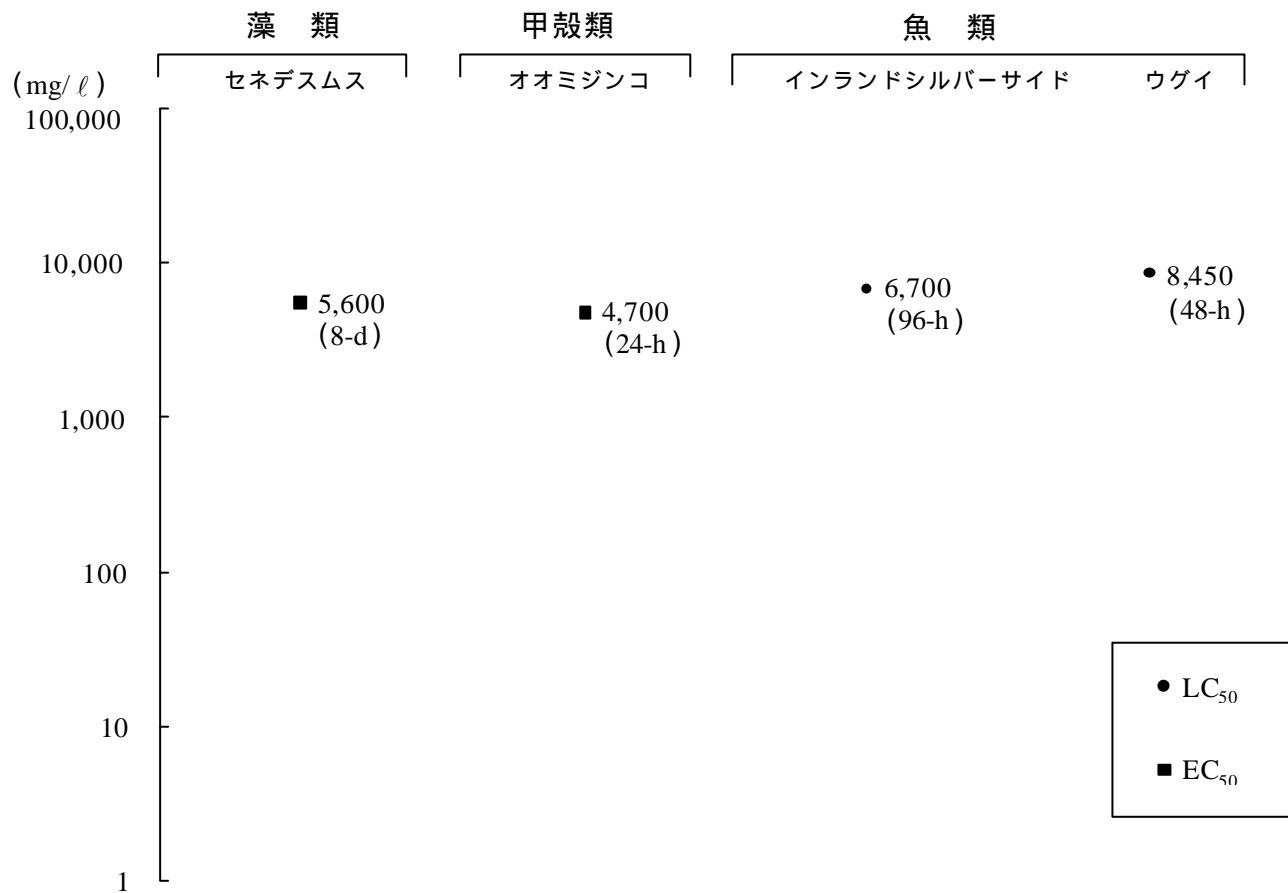 藻 類 甲殻類 魚 類
セネデスムス オオミジンコ インランドシルバーサイド ウグイ
(mg/ℓ)
100,000
10,000
5,600
(8-d)
4,700
(24-h)
6,700
(96-h)
8,450
(48-h)
1,000
100
10
1
LC50
EC50